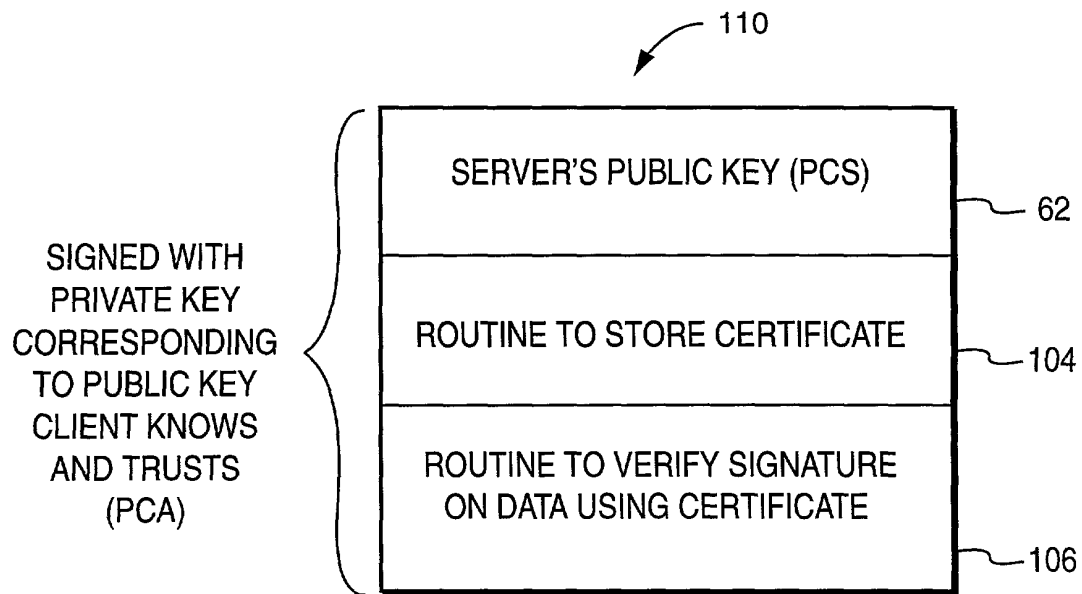 110
SERVER'S PUBLIC KEY (PCS)
62
SIGNED WITH
PRIVATE KEY
CORRESPONDING
TO PUBLIC KEY
CLIENT KNOWS
AND TRUSTS
(PCA)
ROUTINE TO STORE CERTIFICATE
104
ROUTINE TO VERIFY SIGNATURE
ON DATA USING CERTIFICATE
106